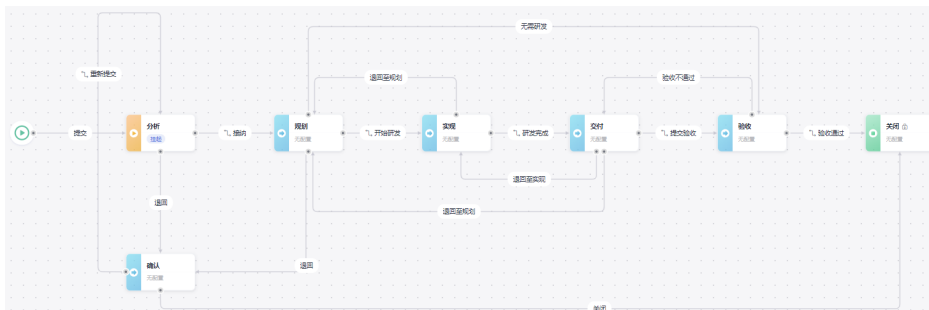 无需研发
重新提交
退回至规划
验收不通过
提交
分析
挂起
接纳
规划
无配置
开始研发
实现
无配置
研发完成
交付
无配置
提交验收
验收
无配置
验收通过
关闭
无配置
退回至实现
退回
退回至规划
确认
无配置
退回
关闭